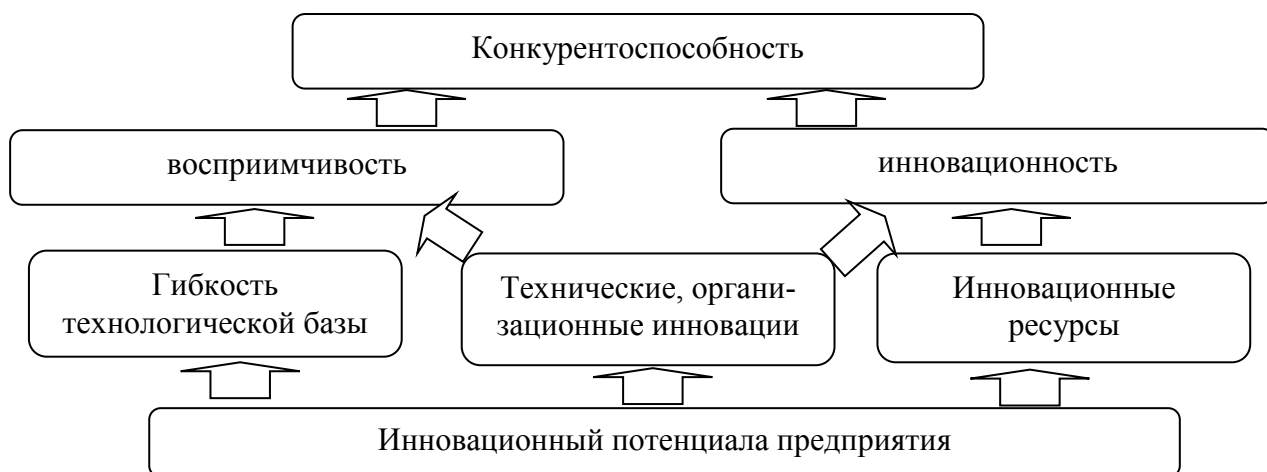 Конкурентоспособность
восприимчивость
инновационность
Гибкость
технологической базы
Технические, органи-
зационные инновации
Инновационные
ресурсы
Инновационный потенциала предприятия